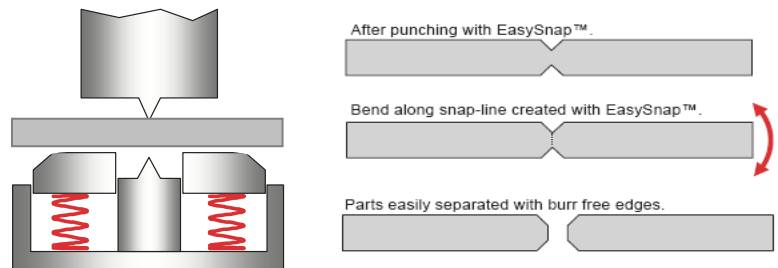 After punching with EasySnap™.
Bend along snap-line created with EasySnap™.
Parts easily separated with burr free edges.